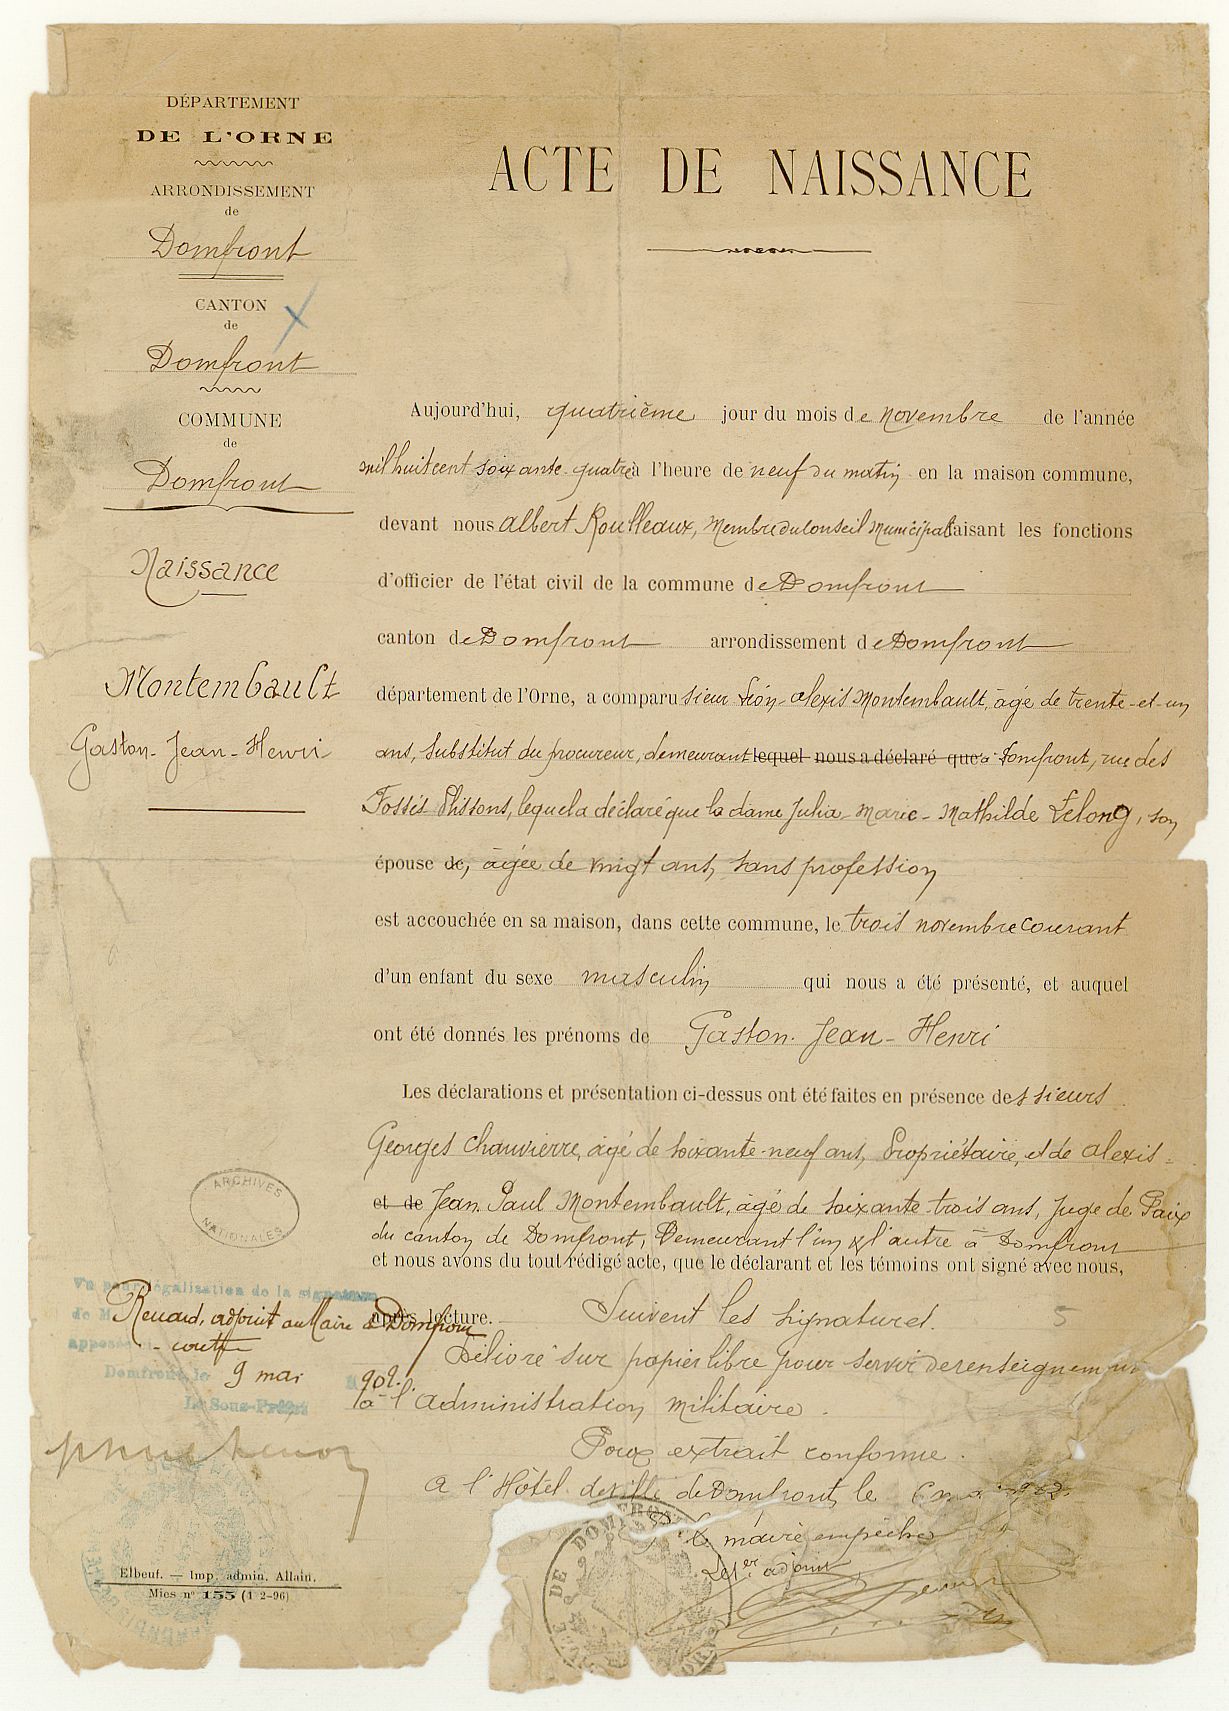 DÉPARTEMENT
DE L'ORNE
ARRONDISSEMENT
de
Domfront
CANTON
de
Domfront
COMMUNE
de
Domfront
Naissance
Montembault
Gaston-Jean-Henri
ACTE DE NAISSANCE
Aujourd'hui, quatrième jour du mois de novembre de l'année
mil huit cent soixante-quatre à l'heure de neuf du matin en la maison commune,
devant nous Albert Roulleaux, Membre du Conseil Municipal faisant les fonctions
d'officier de l'état civil de la commune de Domfront
canton de Domfront arrondissement de Domfront
département de l'Orne, a comparu sieur Léon-Alexis Montembault, âgé de trente-et-un
ans, substitut du procureur, demeurant lequel nous a déclaré que à Domfront, rue des
Fossés Plissons, lequel a déclaré que la dame Julia-Marie-Mathilde Lelong, son
épouse de, âgée de vingt ans, sans profession
est accouchée en sa maison, dans cette commune, le trois novembre courant
d'un enfant du sexe masculin qui nous a été présenté, et auquel
ont été donnés les prénoms de Gaston-Jean-Henri
Les déclarations et présentation ci-dessus ont été faites en présence des sieurs
Georges Chauvierre, âgé de soixante-neuf ans, Propriétaire, et de Alexis-
et de Jean Paul Montembault, âgé de soixante-trois ans, Juge de Paix
du canton de Domfront, Demeurant l'un & l'autre à Domfront
et nous avons du tout rédigé acte, que le déclarant et les témoins ont signé avec nous,
après lecture. Suivent les signatures. 5
Délivré sur papier libre pour servir de renseignement
à l'administration militaire.
Pour extrait conforme.
A l'Hôtel de Ville de Domfront, le 6 mai 1902.
Le maire empêché
Le 1er adjoint
ARCHIVES
NATIONALES
Vu pour légalisation de la signature
de M Renard, adjoint au Maire à Domfront
apposée
Domfront, le 9 mai 1902.
Le Sous-Préfet
DE DOMFRONT
Elbeuf. — Imp. admin. Allain.
Mies n° 155 (1-2-96)